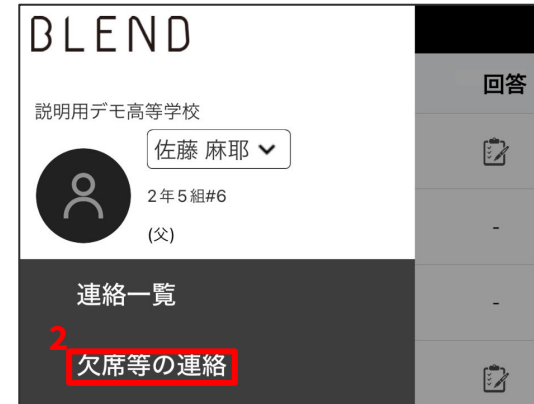 BLEND
回答
説明用デモ高等学校
佐藤 麻耶
2年5組#6
(父)
-
連絡一覧
-
2
欠席等の連絡